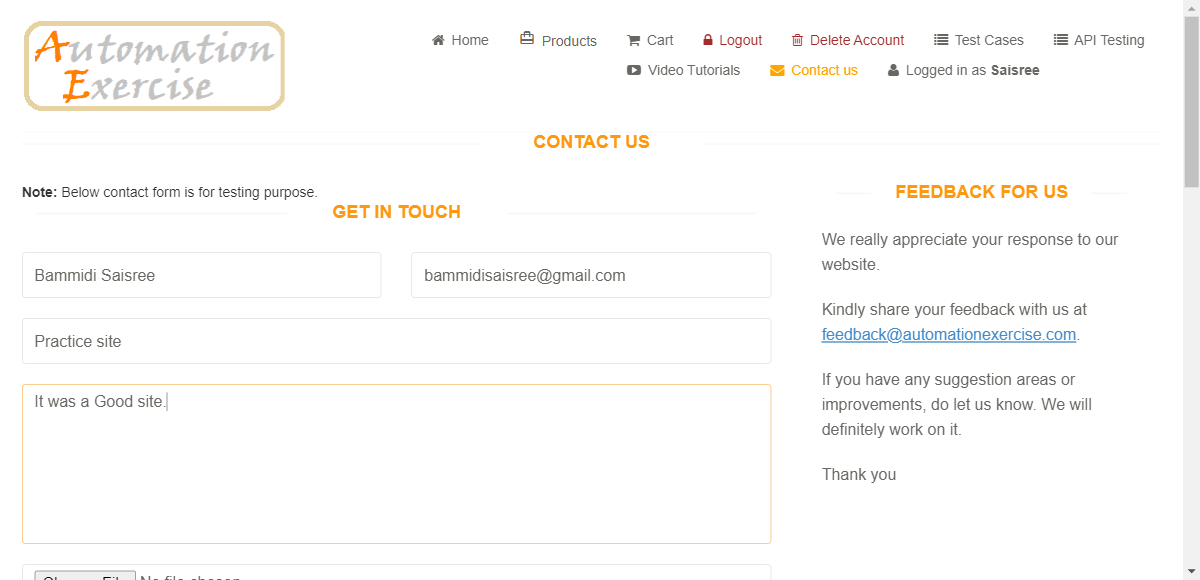 Automation
Exercise
Home Products Cart Logout Delete Account Test Cases API Testing
Video Tutorials Contact us Logged in as Saisree
CONTACT US
Note: Below contact form is for testing purpose.
GET IN TOUCH
Bammidi Saisree bammidisaisree@gmail.com
Practice site
It was a Good site.
Choose File No file chosen
FEEDBACK FOR US
We really appreciate your response to our
website.
Kindly share your feedback with us at
feedback@automationexercise.com.
If you have any suggestion areas or
improvements, do let us know. We will
definitely work on it.
Thank you